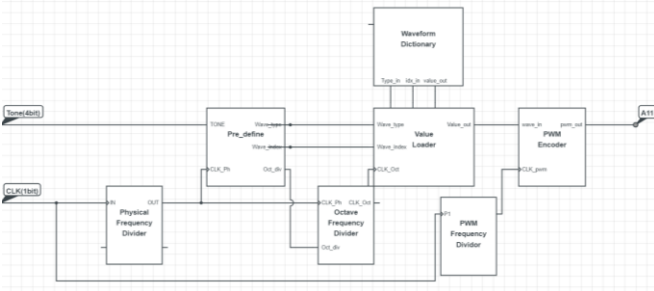 Waveform
Dictionary
Type_in Idx_in value_out
Tone(4bit)
A11
TONE
Wave_type
Pre_define
Wave_index
CLK_Ph
Oct_div
Wave_type
Value_out
Value
Loader
Wave_index
CLK_Oct
wave_in
pwm_out
PWM
Encoder
CLK_pwm
CLK(1bit)
IN
OUT
Physical
Frequency
Divider
CLK_Ph
CLK_Oct
Octave
Frequency
Divider
Oct_div
PWM
Frequency
Dividor